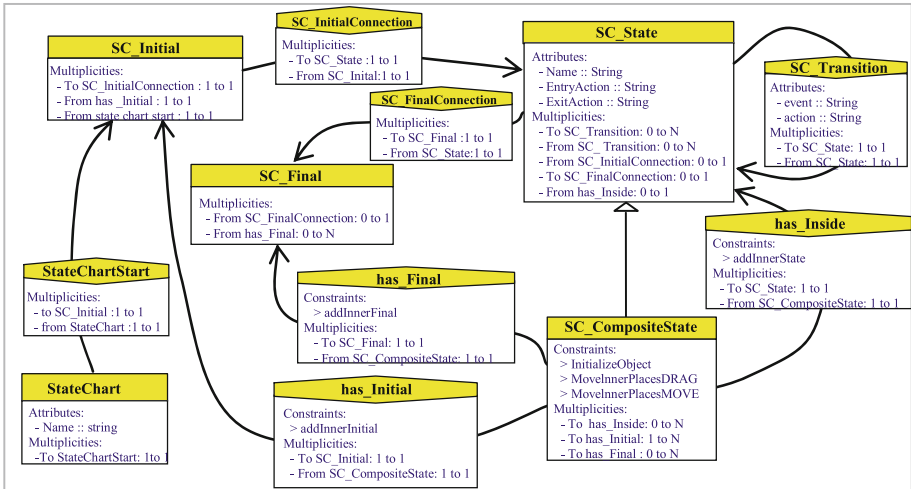 SC_Initial
Multiplicities:
- To SC_InitialConnection : 1 to 1
- From has _Initial : 1 to 1
- From state chart start : 1 to 1
SC_InitialConnection
Multiplicities:
- To SC_State :1 to 1
- From SC_Inital:1 to 1
SC_State
Attributes:
- Name :: String
- EntryAction :: String
- ExitAction :: String
Multiplicities:
- To SC_Transition: 0 to N
- From SC_ Transition: 0 to N
- From SC_InitialConnection: 0 to 1
- To SC_FinalConnection: 0 to 1
- From has_Inside: 0 to 1
SC_Transition
Attributes:
- event :: String
- action :: String
Multiplicities:
- To SC_State: 1 to 1
- From SC_State: 1 to 1
SC_FinalConnection
Multiplicities:
- To SC_Final :1 to 1
- From SC_State:1 to 1
SC_Final
Multiplicities:
- From SC_FinalConnection: 0 to 1
- From has_Final: 0 to N
has_Inside
Constraints:
> addInnerState
Multiplicities:
- To SC_State: 1 to 1
- From SC_CompositeState: 1 to 1
StateChartStart
Multiplicities:
- to SC_Initial : 1 to 1
- from StateChart :1 to 1
has_Final
Constraints:
> addInnerFinal
Multiplicities:
- To SC_Final: 1 to 1
- From SC_CompositeState: 1 to 1
SC_CompositeState
Constraints:
> InitializeObject
> MoveInnerPlacesDRAG
> MoveInnerPlacesMOVE
Multiplicities:
- To has_Inside: 0 to N
- To has_Initial: 1 to N
- To has_Final : 0 to N
StateChart
Attributes:
- Name :: string
Multiplicities:
-To StateChartStart: 1to 1
has_Initial
Constraints:
> addInnerInitial
Multiplicities:
- To SC_Initial: 1 to 1
- From SC_CompositeState: 1 to 1